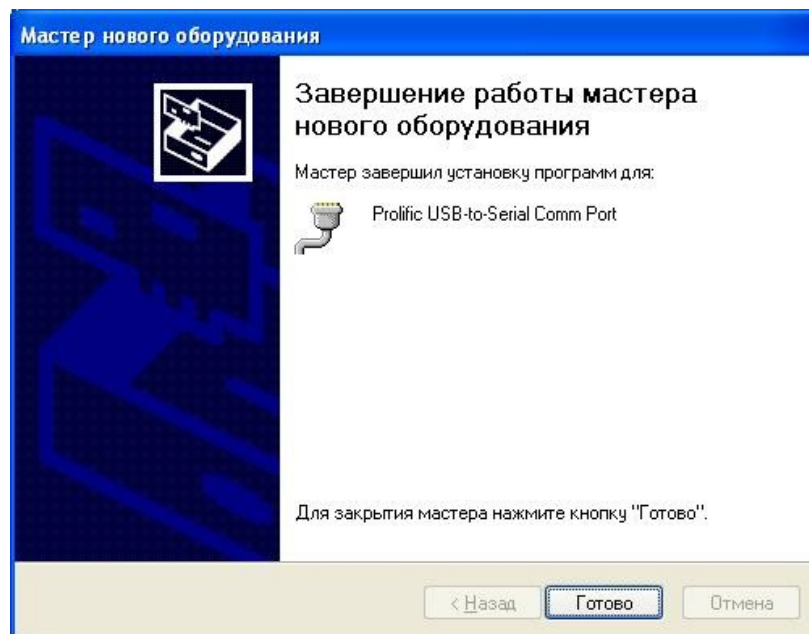 Мастер нового оборудования
Завершение работы мастера
нового оборудования
Мастер завершил установку программ для:
Prolific USB-to-Serial Comm Port
Для закрытия мастера нажмите кнопку "Готово".
< Назад
Готово
Отмена